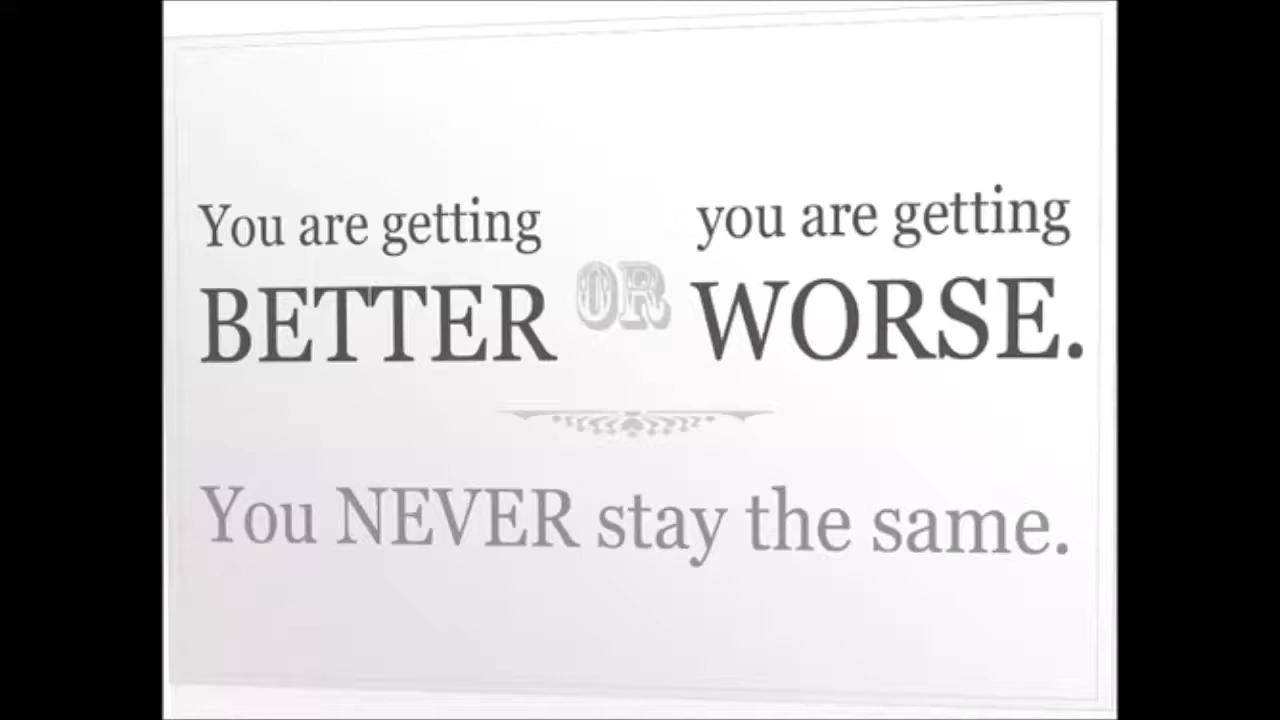 You are getting
BETTER
OR
you are getting
WORSE.
You NEVER stay the same.